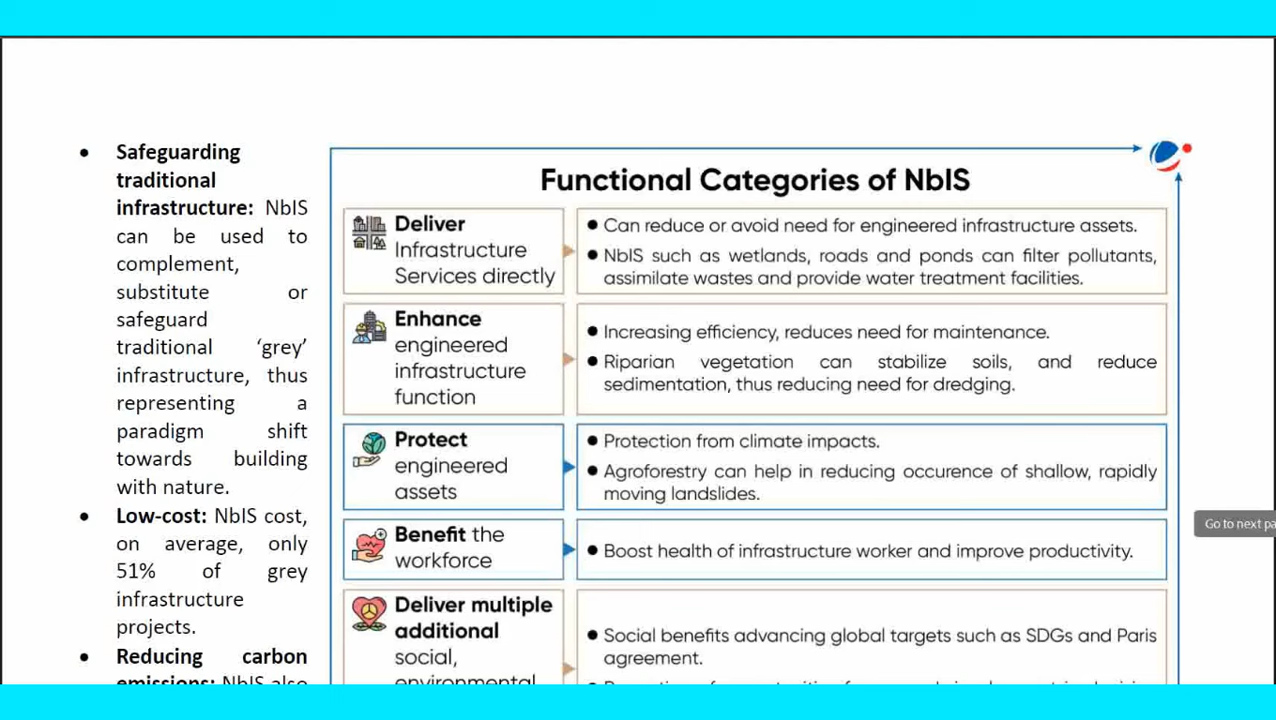 • Safeguarding
traditional
infrastructure: NbIS
can be used to
complement,
substitute or
safeguard
traditional ‘grey’
infrastructure, thus
representing a
paradigm shift
towards building
with nature.
• Low-cost: NbIS cost,
on average, only
51% of grey
infrastructure
projects.
• Reducing carbon
emissions: NbIS also
Functional Categories of NbIS
Deliver
Infrastructure
Services directly
• Can reduce or avoid need for engineered infrastructure assets.
• NbIS such as wetlands, roads and ponds can filter pollutants,
assimilate wastes and provide water treatment facilities.
Enhance
engineered
infrastructure
function
• Increasing efficiency, reduces need for maintenance.
• Riparian vegetation can stabilize soils, and reduce
sedimentation, thus reducing need for dredging.
Protect
engineered
assets
• Protection from climate impacts.
• Agroforestry can help in reducing occurence of shallow, rapidly
moving landslides.
Benefit the
workforce
• Boost health of infrastructure worker and improve productivity.
Deliver multiple
additional
social,
environmental
• Social benefits advancing global targets such as SDGs and Paris
agreement.
Go to next pa